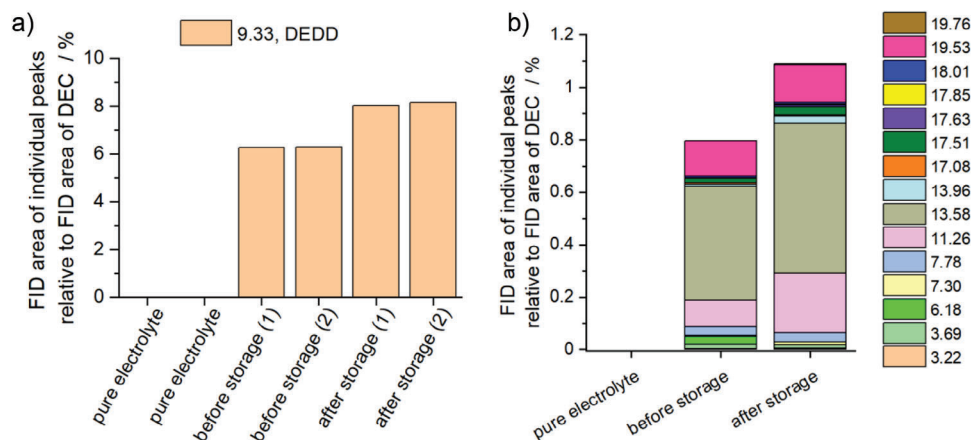 a)
9.33, DEDD
FID area of individual peaks
relative to FID area of DEC / %
10
8
6
4
2
0
pure electrolyte
pure electrolyte
before storage (1)
before storage (2)
after storage (1)
after storage (2)
b)
FID area of individual peaks
relative to FID area of DEC / %
1.2
1
0.8
0.6
0.4
0.2
0
pure electrolyte
before storage
after storage
19.76
19.53
18.01
17.85
17.63
17.51
17.08
13.96
13.58
11.26
7.78
7.30
6.18
3.69
3.22